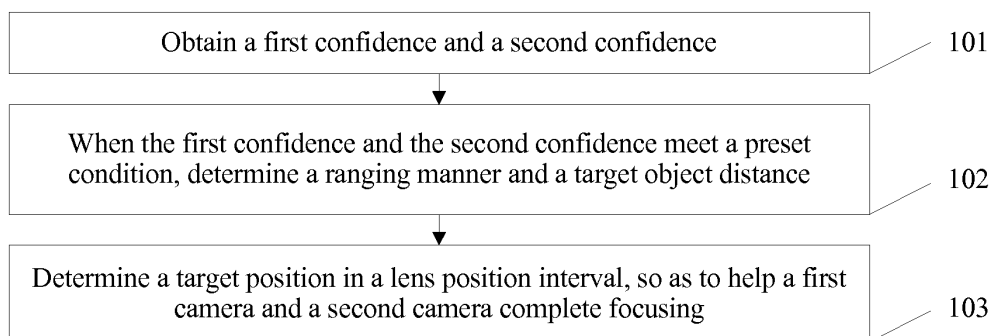 Obtain a first confidence and a second confidence
101
When the first confidence and the second confidence meet a preset
condition, determine a ranging manner and a target object distance
102
Determine a target position in a lens position interval, so as to help a first
camera and a second camera complete focusing
103